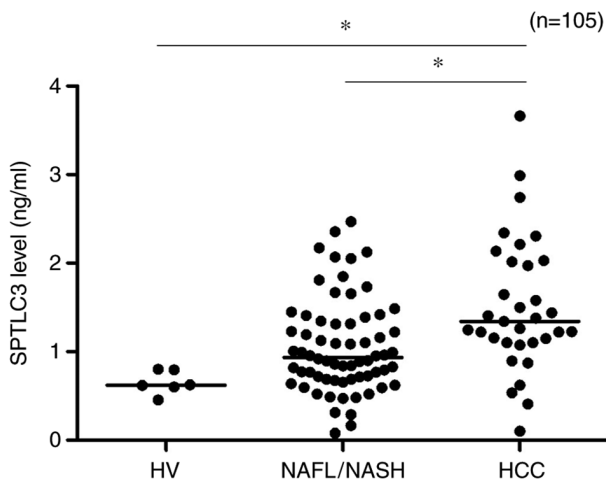 (n=105)
*
*
4
3
2
1
0
SPTLC3 level (ng/ml)
HV NAFL/NASH HCC